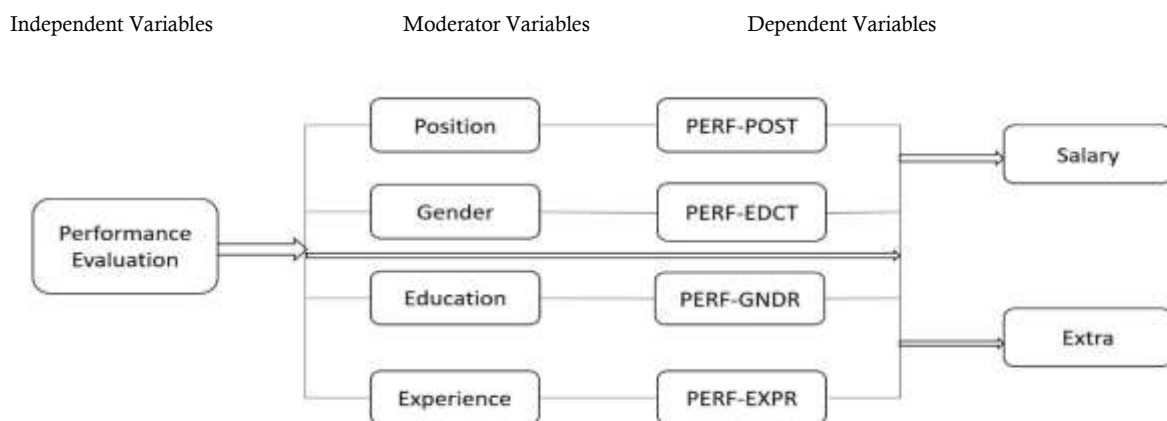 Independent Variables Moderator Variables Dependent Variables
Position PERF-POST
Salary
Gender PERF-EDCT
Performance
Evaluation
Education PERF-GNDR
Extra
Experience PERF-EXPR